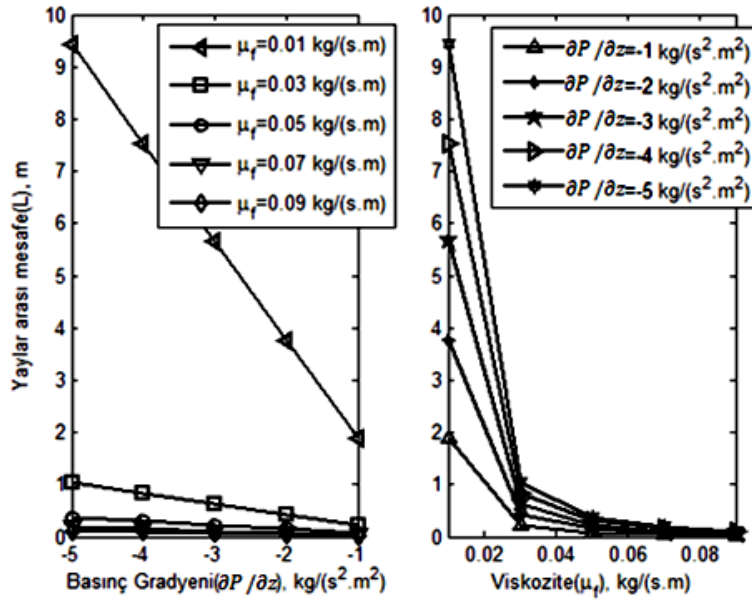 Yaylar arası mesafe(L), m
10
9
8
7
6
5
4
3
2
1
0
-5 -4 -3 -2 -1
Basınç Gradyeni(∂P/∂z), kg/(s².m²)
μf=0.01 kg/(s.m)
μf=0.03 kg/(s.m)
μf=0.05 kg/(s.m)
μf=0.07 kg/(s.m)
μf=0.09 kg/(s.m)
10
9
8
7
6
5
4
3
2
1
0
0.02 0.04 0.06 0.08
Viskozite(μf), kg/(s.m)
∂P/∂z=-1 kg/(s².m²)
∂P/∂z=-2 kg/(s².m²)
∂P/∂z=-3 kg/(s².m²)
∂P/∂z=-4 kg/(s².m²)
∂P/∂z=-5 kg/(s².m²)